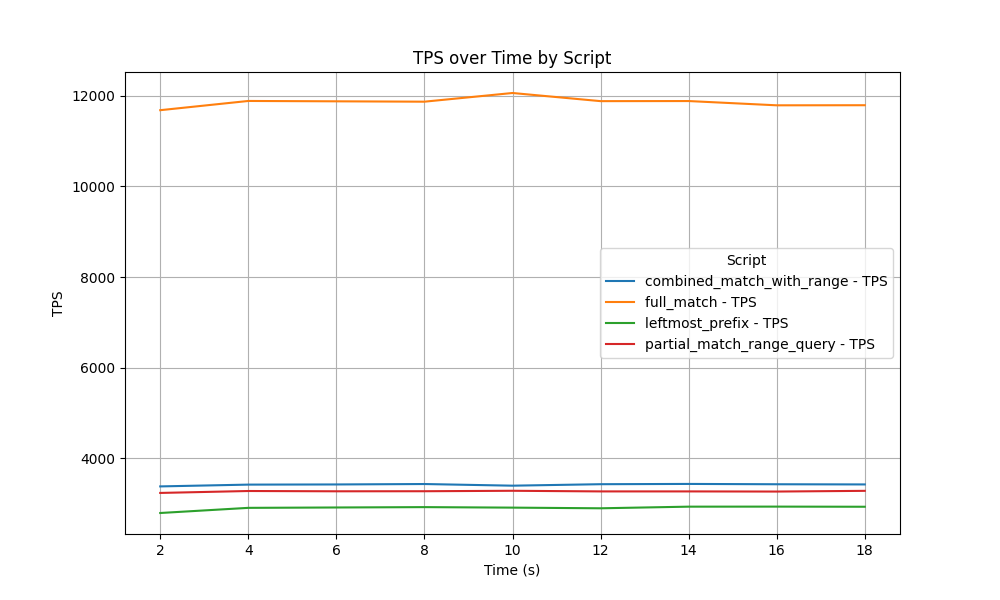 TPS over Time by Script
TPS
12000
10000
8000
6000
4000
Script
combined_match_with_range - TPS
full_match - TPS
leftmost_prefix - TPS
partial_match_range_query - TPS
2 4 6 8 10 12 14 16 18
Time (s)